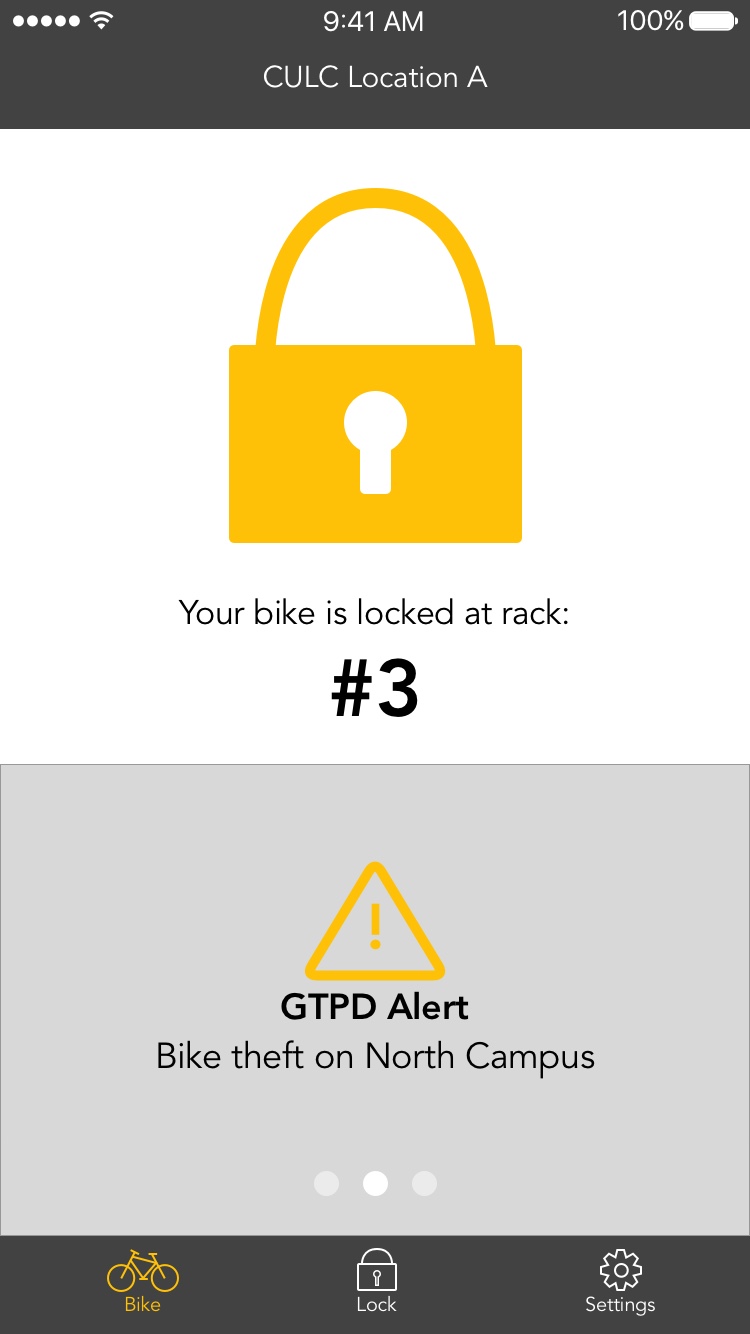 9:41 AM
100%
CULC Location A
Your bike is locked at rack:
#3
!
GTPD Alert
Bike theft on North Campus
Bike
Lock
Settings